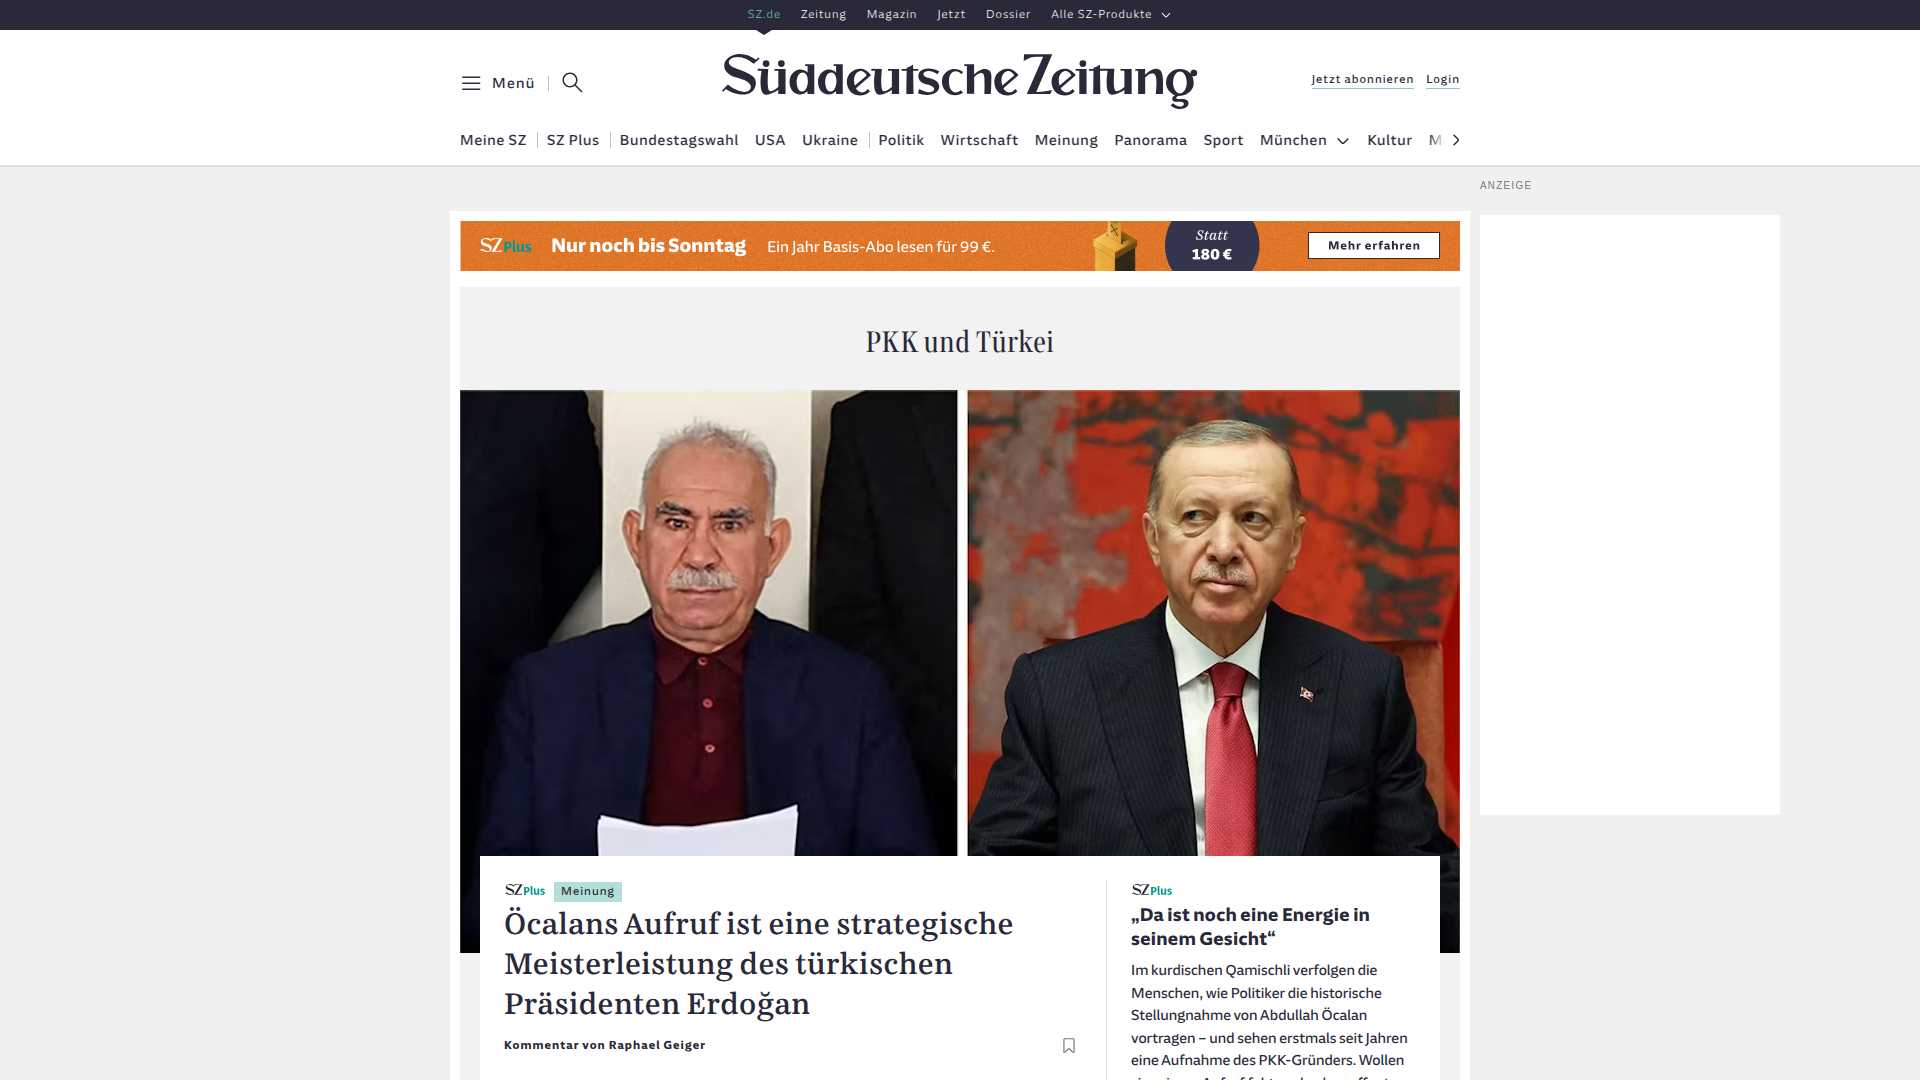 SZ.de Zeitung Magazin Jetzt Dossier Alle SZ-Produkte
Menü
Süddeutsche Zeitung
Jetzt abonnieren Login
Meine SZ SZ Plus Bundestagswahl USA Ukraine Politik Wirtschaft Meinung Panorama Sport München Kultur M
ANZEIGE
SZ Plus Nur noch bis Sonntag Ein Jahr Basis-Abo lesen für 99 €.
Statt
180 €
Mehr erfahren
PKK und Türkei
SZ Plus Meinung
Öcalans Aufruf ist eine strategische
Meisterleistung des türkischen
Präsidenten Erdoğan
Kommentar von Raphael Geiger
SZ Plus
„Da ist noch eine Energie in
seinem Gesicht“
Im kurdischen Qamischli verfolgen die
Menschen, wie Politiker die historische
Stellungnahme von Abdullah Öcalan
vortragen – und sehen erstmals seit Jahren
eine Aufnahme des PKK-Gründers. Wollen